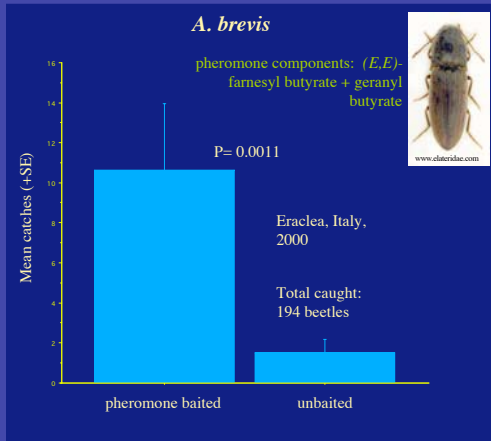 A. brevis
pheromone components: (E,E)-
farnesyl butyrate + geranyl
butyrate
www.elateridae.com
16
14
12
10
8
6
4
2
0
Mean catches (+SE)
P= 0.0011
Eraclea, Italy,
2000
Total caught:
194 beetles
pheromone baited
unbaited